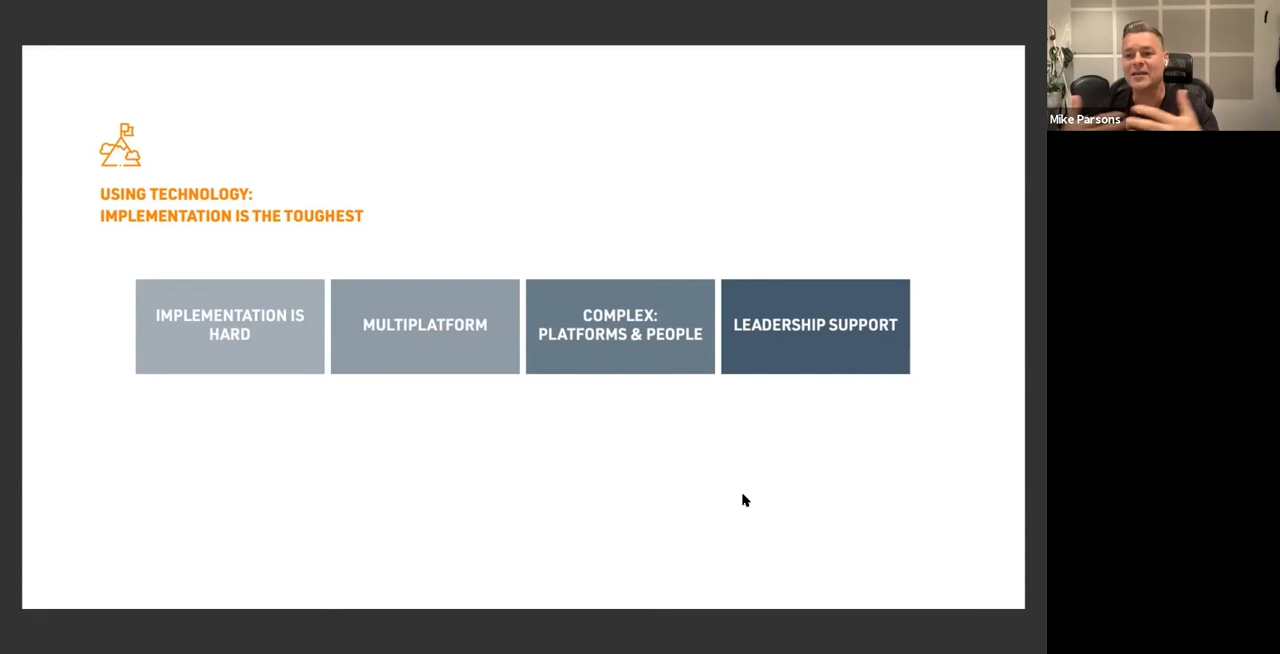 USING TECHNOLOGY:
IMPLEMENTATION IS THE TOUGHEST
IMPLEMENTATION IS
HARD
MULTIPLATFORM
COMPLEX:
PLATFORMS & PEOPLE
LEADERSHIP SUPPORT
Mike Parsons